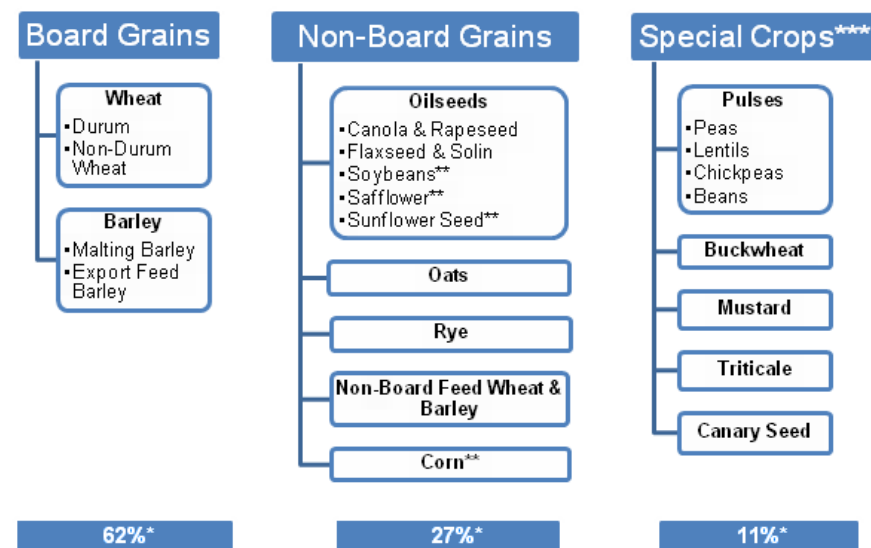 Board Grains
Wheat
▪Durum
▪Non-Durum
Wheat
Barley
▪Malting Barley
▪Export Feed
Barley
62%*
Non-Board Grains
Oilseeds
▪Canola & Rapeseed
▪Flaxseed & Solin
▪Soybeans**
▪Safflower**
▪Sunflower Seed**
Oats
Rye
Non-Board Feed Wheat &
Barley
Corn**
27%*
Special Crops***
Pulses
▪Peas
▪Lentils
▪Chickpeas
▪Beans
Buckwheat
Mustard
Triticale
Canary Seed
11%*